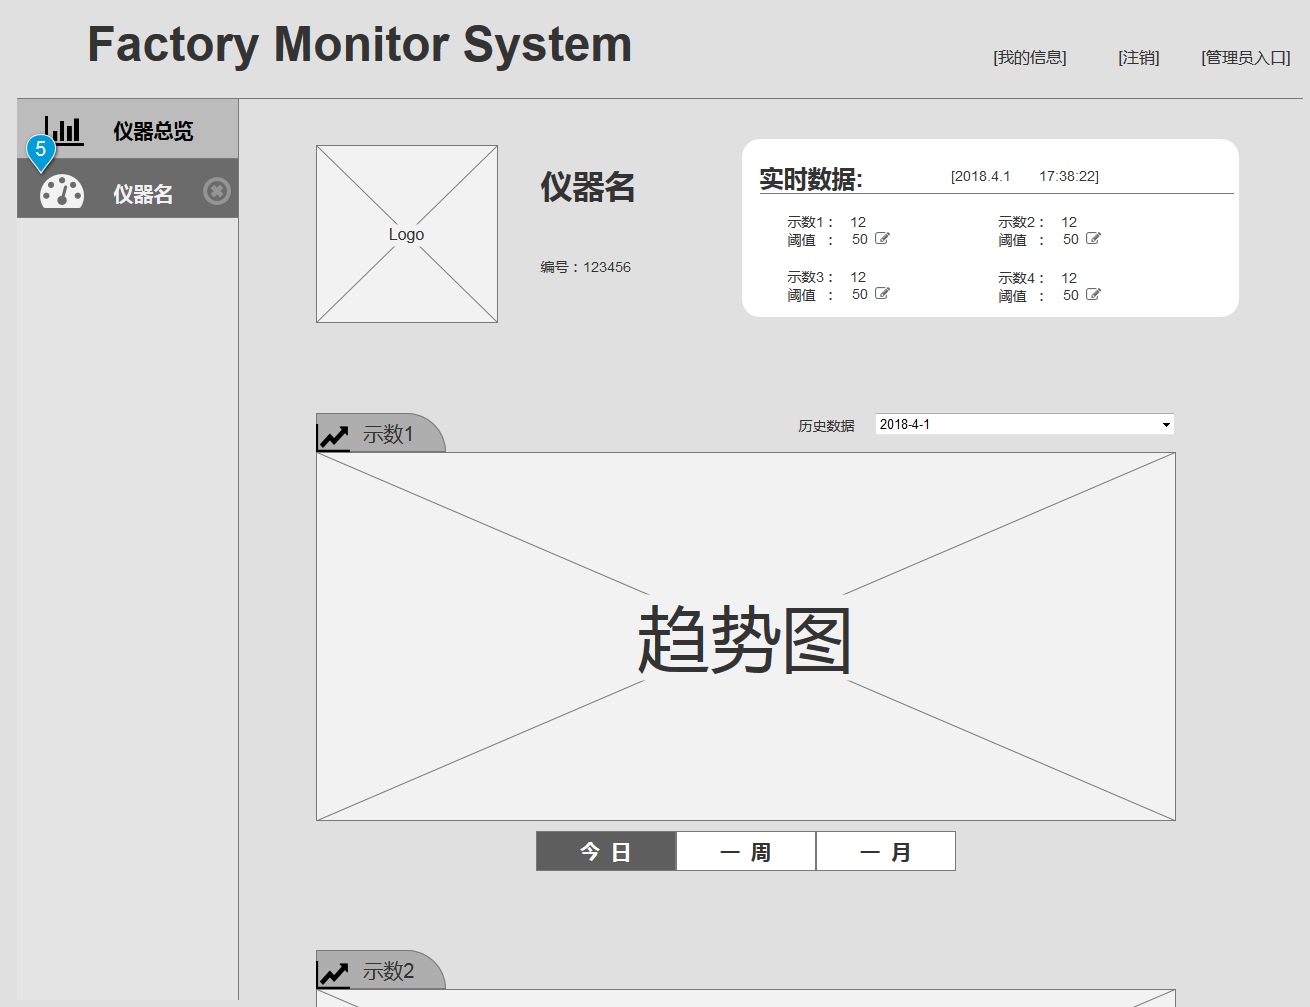 Factory Monitor System
[我的信息] [注销] [管理员入口]
仪器总览
5
仪器名
Logo
仪器名
编号：123456
实时数据: [2018.4.1 17:38:22]
示数1： 12 示数2： 12
阈值 ： 50 阈值 ： 50
示数3： 12 示数4： 12
阈值 ： 50 阈值 ： 50
示数1
历史数据 2018-4-1
趋势图
今 日 一 周 一 月
示数2